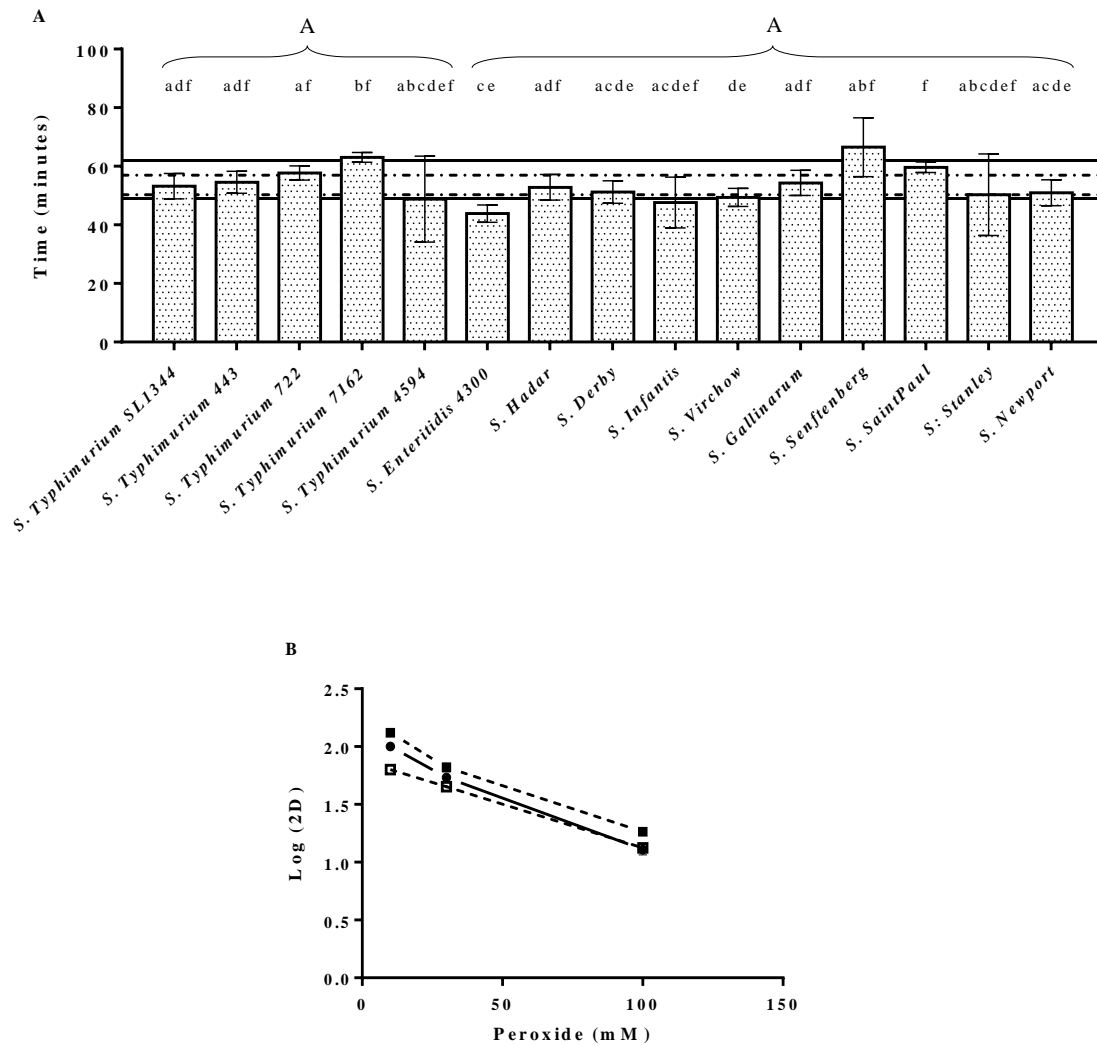 A
A A
adf adf af bf abcdef ce adf acde acdef de adf abf f abcdef acde
100
80
60
40
20
0
Time (minutes)
S. Typhimurium SL1344
S. Typhimurium 443
S. Typhimurium 722
S. Typhimurium 7162
S. Typhimurium 4594
S. Enteritidis 4300
S. Hadar
S. Derby
S. Infantis
S. Virchow
S. Gallinarum
S. Senftenberg
S. SaintPaul
S: Stanley
S. Newport
B
2.5
2.0
1.5
1.0
0.5
0.0
Log (2D)
0 50 100 150
Peroxide (mM)